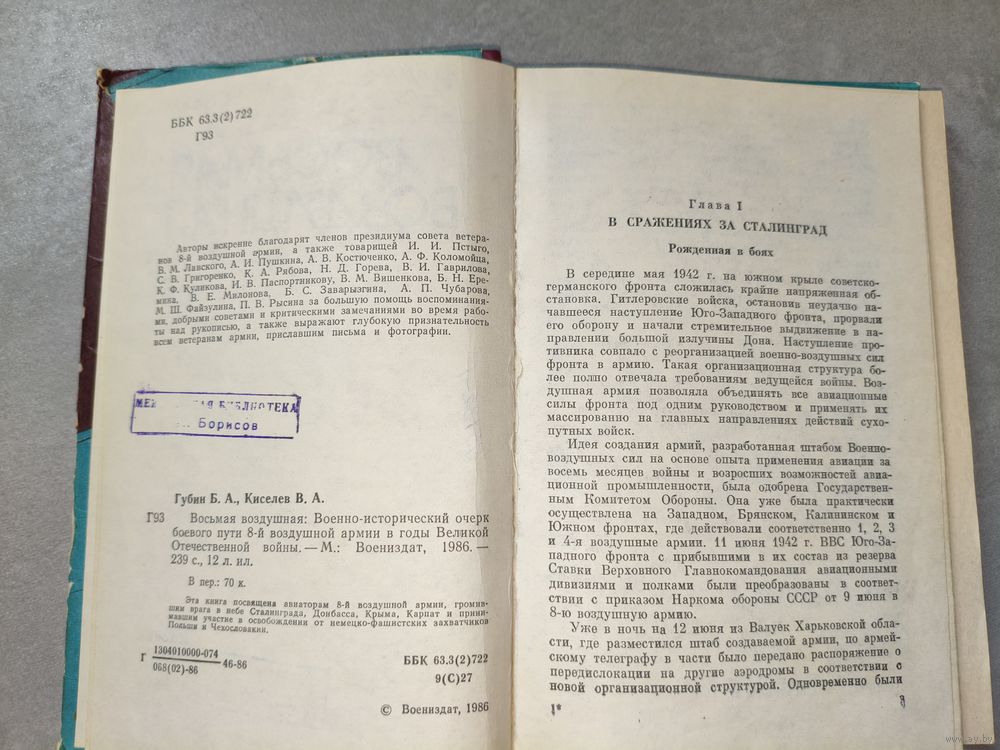 ББК 63.3(2)722
Г93
Авторы искренне благодарят членов президиума совета ветера-
нов 8-й воздушной армии, а также товарищей И. И. Пстыго,
В. М. Лавского, А. И. Пушкина, А. В. Костюченко, А. Ф. Коломойца,
С. В. Григоренко, К. А. Рябова, Н. Д. Горева, В. И. Гаврилова,
К. Ф. Куликова, И. В. Паспортникову, В. М. Вишенкова, Б. Н. Ере-
мина, В. Е. Милонова, Б. С. Заварызгина, А. П. Чубарова,
М. Ш. Файзулина, П. В. Рысина за большую помощь воспоминания-
ми, добрыми советами и критическими замечаниями во время рабо-
ты над рукописью, а также выражают глубокую признательность
всем ветеранам армии, приславшим письма и фотографии.
БИБЛИОТЕКА
Борисов
Губин Б. А., Киселев В. А.
Г93 Восьмая воздушная: Военно-исторический очерк
боевого пути 8-й воздушной армии в годы Великой
Отечественной войны. — М.: Воениздат, 1986. —
239 с., 12 л. ил.
В пер.: 70 к.
Эта книга посвящена авиаторам 8-й воздушной армии, громив-
шим врага в небе Сталинграда, Донбасса, Крыма, Карпат и прини-
мавшим участие в освобождении от немецко-фашистских захватчиков
Польши и Чехословакии.
Г 1304010000-074
068(02)-86 46-86
ББК 63.3(2)722
9(С)27
© Воениздат, 1986
Глава I
В СРАЖЕНИЯХ ЗА СТАЛИНГРАД
Рожденная в боях
В середине мая 1942 г. на южном крыле советско-
германского фронта сложилась крайне напряженная об-
становка. Гитлеровские войска, остановив неудачно на-
чавшееся наступление Юго-Западного фронта, прорвали
его оборону и начали стремительное выдвижение в на-
правлении большой излучины Дона. Наступление про-
тивника совпало с реорганизацией военно-воздушных сил
фронта в армию. Такая организационная структура бо-
лее полно отвечала требованиям ведущейся войны. Воз-
душная армия позволяла объединять все авиационные
силы фронта под одним руководством и применять их
массированно на главных направлениях действий сухо-
путных войск.
Идея создания армий, разработанная штабом Военно-
воздушных сил на основе опыта применения авиации за
восемь месяцев войны и возросших возможностей авиа-
ционной промышленности, была одобрена Государствен-
ным Комитетом Обороны. Она уже была практически
осуществлена на Западном, Брянском, Калининском и
Южном фронтах, где действовали соответственно 1, 2, 3
и 4-я воздушные армии. 11 июня 1942 г. ВВС Юго-За-
падного фронта с прибывшими в их состав из резерва
Ставки Верховного Главнокомандования авиационными
дивизиями и полками были преобразованы в соответ-
ствии с приказом Наркома обороны СССР от 9 июня в
8-ю воздушную армию.
Уже в ночь на 12 июня из Валуек Харьковской обла-
сти, где разместился штаб создаваемой армии, по армей-
скому телеграфу в части было передано распоряжение о
передислокации на другие аэродромы в соответствии с
новой организационной структурой. Одновременно были
1* 3
www.ay.by